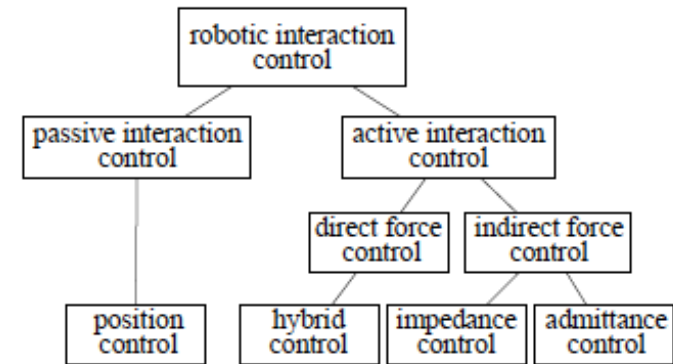 robotic interaction
control
passive interaction
control
active interaction
control
direct force
control
indirect force
control
position
control
hybrid
control
impedance
control
admittance
control